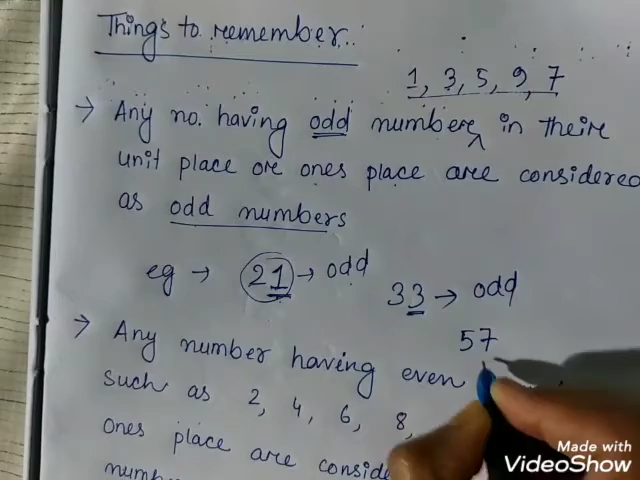 Things to remember..
1, 3, 5, 9, 7
→ Any no. having odd number ^ in their
unit place or ones place are considered
as odd numbers
eg → 21 → odd
33 → odd
57
→ Any number having even
such as 2, 4, 6, 8,
ones place are
Made with
VideoShow